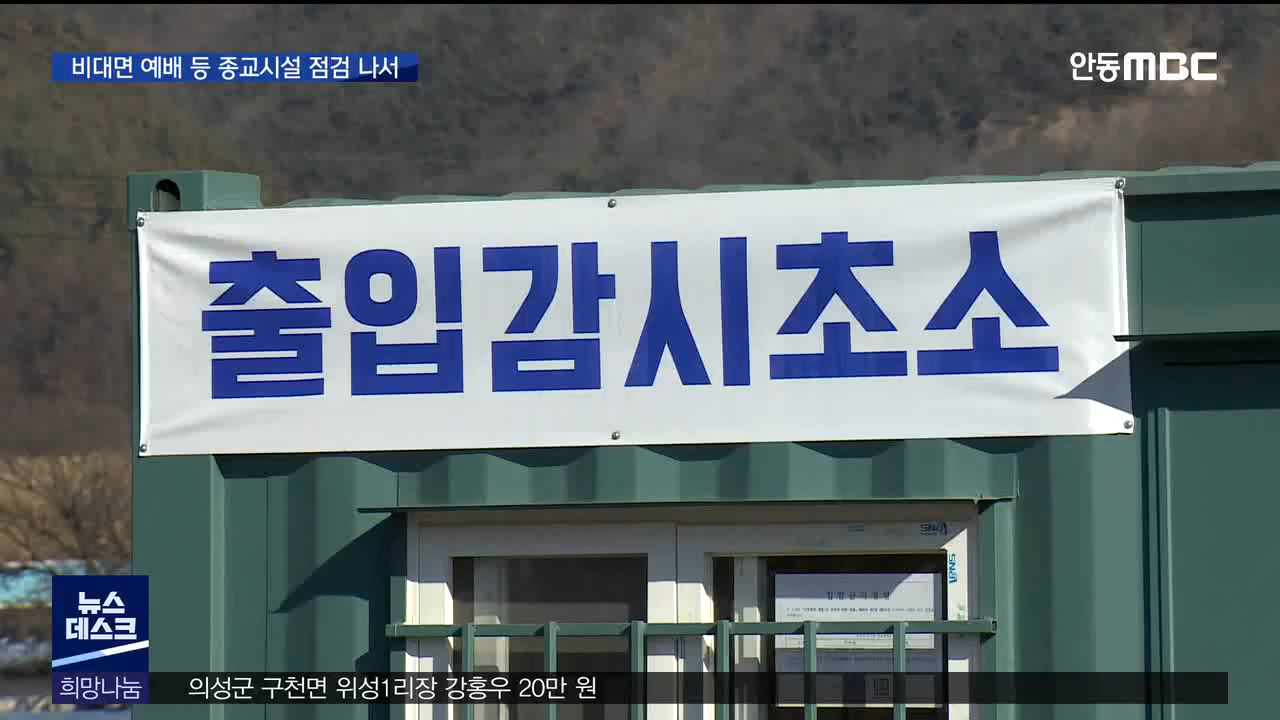 비대면 예배 등 종교시설 점검 나서
안동MBC
출입감시초소
뉴스
데스크
희망나눔
의성군 구천면 위성1리장 강홍우 20만 원